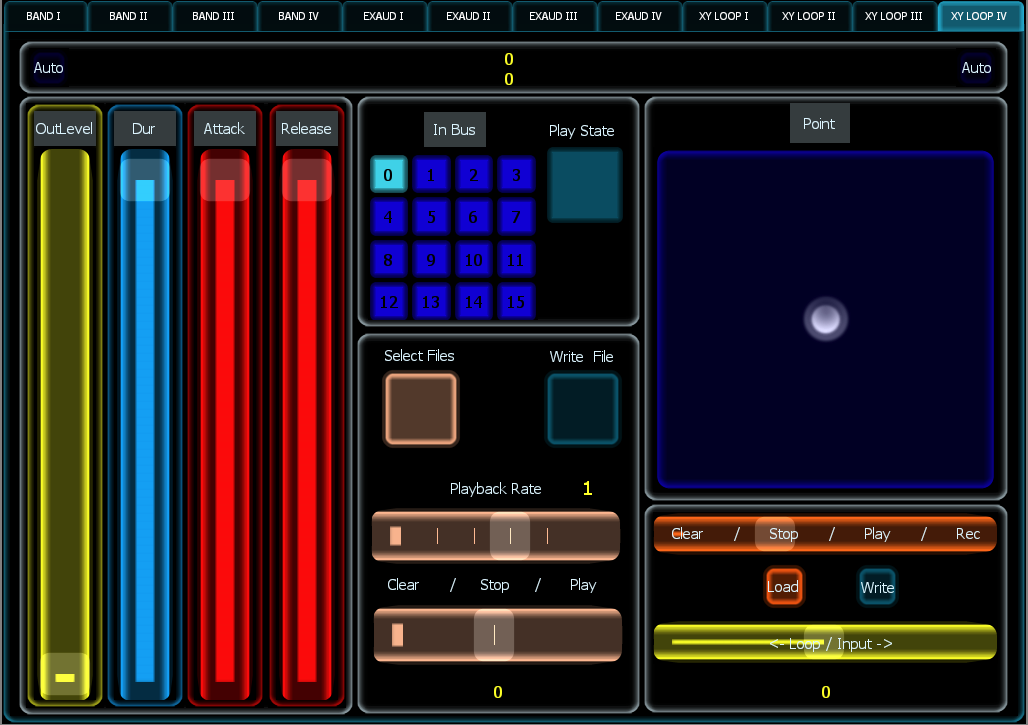 BAND I BAND II BAND III BAND IV EXAUD I EXAUD II EXAUD III EXAUD IV XY LOOP I XY LOOP II XY LOOP III XY LOOP IV
Auto 0 Auto
0
OutLevel Dur Attack Release
In Bus Play State
0 1 2 3
4 5 6 7
8 9 10 11
12 13 14 15
Select Files Write File
Playback Rate 1
Clear / Stop / Play
0
Point
Clear / Stop / Play / Rec
Load Write
<- Loop / Input ->
0